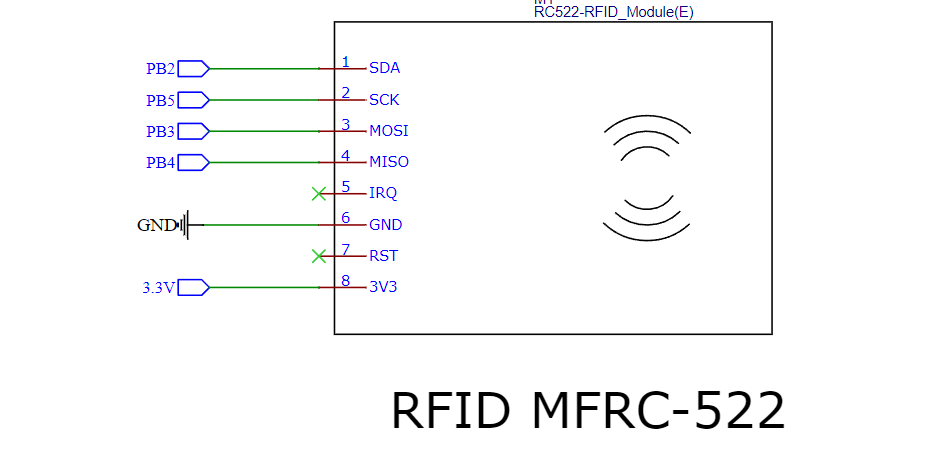 RC522-RFID_Module(E)
PB2 1 SDA
PB5 2 SCK
PB3 3 MOSI
PB4 4 MISO
5 IRQ
GND 6 GND
7 RST
3.3V 8 3V3
RFID MFRC-522